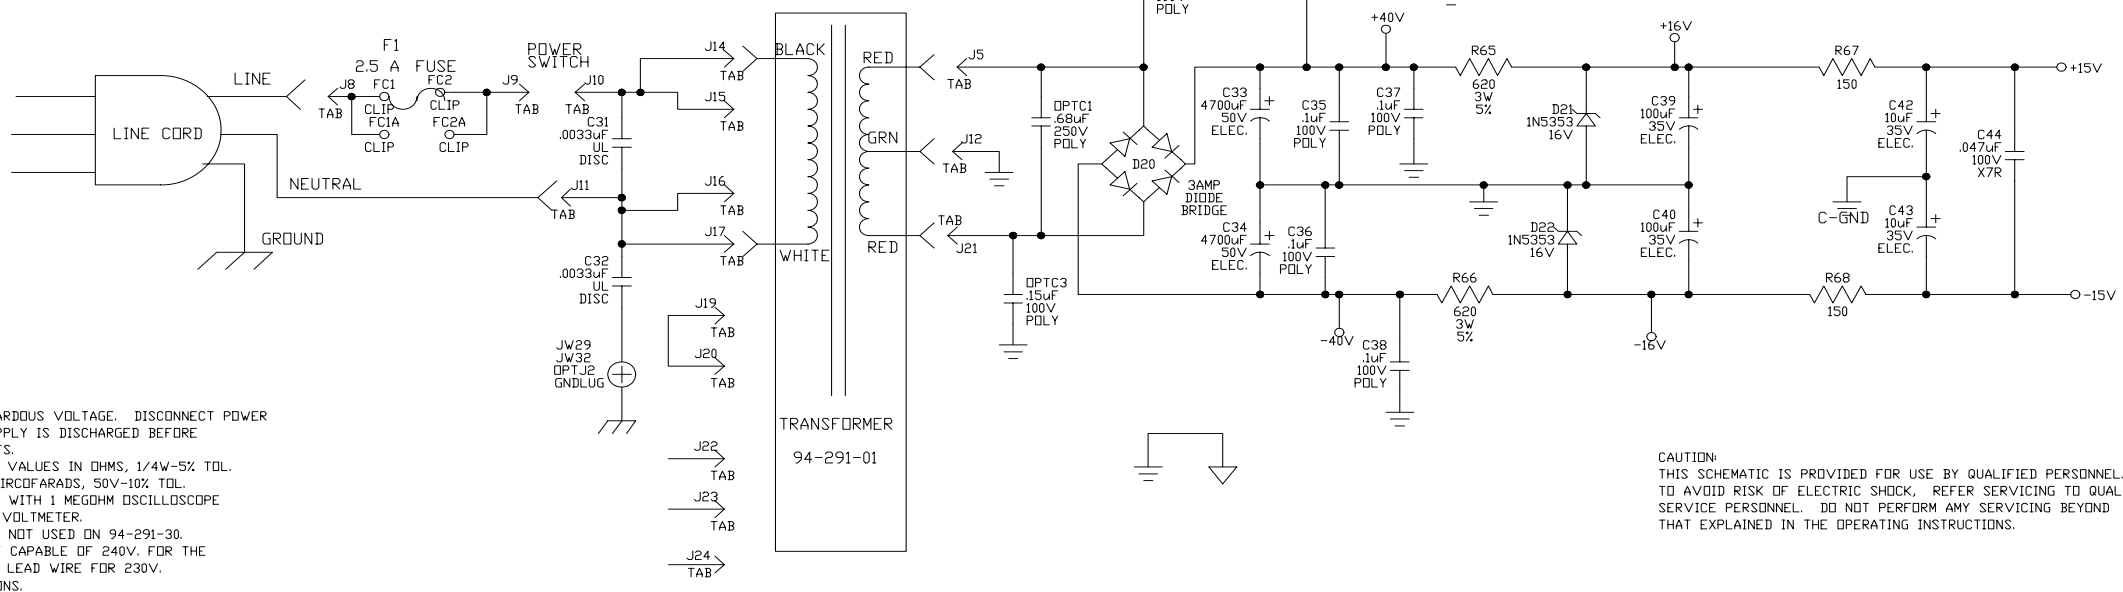 POLY
+40V
+16V
F1
2.5 A FUSE
POWER
SWITCH
J14
BLACK
RED
J5
R65
R67
LINE
J8
FC1
FC2
J9
J10
TAB
TAB
620
3W
5%
150
+15V
TAB
CLIP
CLIP
TAB
TAB
J15
TAB
OPTC1
.68uF
250V
POLY
C33
4700uF
50V
ELEC.
C35
.1uF
100V
POLY
C37
.1uF
100V
POLY
D21
1N5353
16V
C39
100uF
35V
ELEC.
C42
10uF
35V
ELEC.
LINE CORD
FC1A
CLIP
FC2A
CLIP
C31
.0033uF
UL
DISC
GRN
J12
TAB
D20
C44
.047uF
100V
X7R
NEUTRAL
J11
TAB
J16
TAB
3AMP
DIODE
BRIDGE
C-GND
GROUND
J17
TAB
WHITE
RED
TAB
J21
C34
4700uF
50V
ELEC.
C36
.1uF
100V
POLY
D22
1N5353
16V
C40
100uF
35V
ELEC.
C43
10uF
35V
ELEC.
C32
.0033uF
UL
DISC
OPTC3
.15uF
100V
POLY
R66
620
3W
5%
R68
150
-15V
J19
TAB
-40V
-16V
JW29
JW32
OPTJ2
GNDLUG
J20
TAB
C38
.1uF
100V
POLY
TRANSFORMER
94-291-01
J22
TAB
J23
TAB
J24
TAB
ARDOUS VOLTAGE. DISCONNECT POWER
PPLY IS DISCHARGED BEFORE
TS.
VALUES IN OHMS, 1/4W-5% TOL.
IRCOFARADS, 50V-10% TOL.
WITH 1 MEGOHM OSCILLOSCOPE
VOLTMETER.
NOT USED ON 94-291-30.
CAPABLE OF 240V. FOR THE
LEAD WIRE FOR 230V.
ONS.
CAUTION:
THIS SCHEMATIC IS PROVIDED FOR USE BY QUALIFIED PERSONNEL.
TO AVOID RISK OF ELECTRIC SHOCK, REFER SERVICING TO QUAL
SERVICE PERSONNEL. DO NOT PERFORM AMY SERVICING BEYOND
THAT EXPLAINED IN THE OPERATING INSTRUCTIONS.